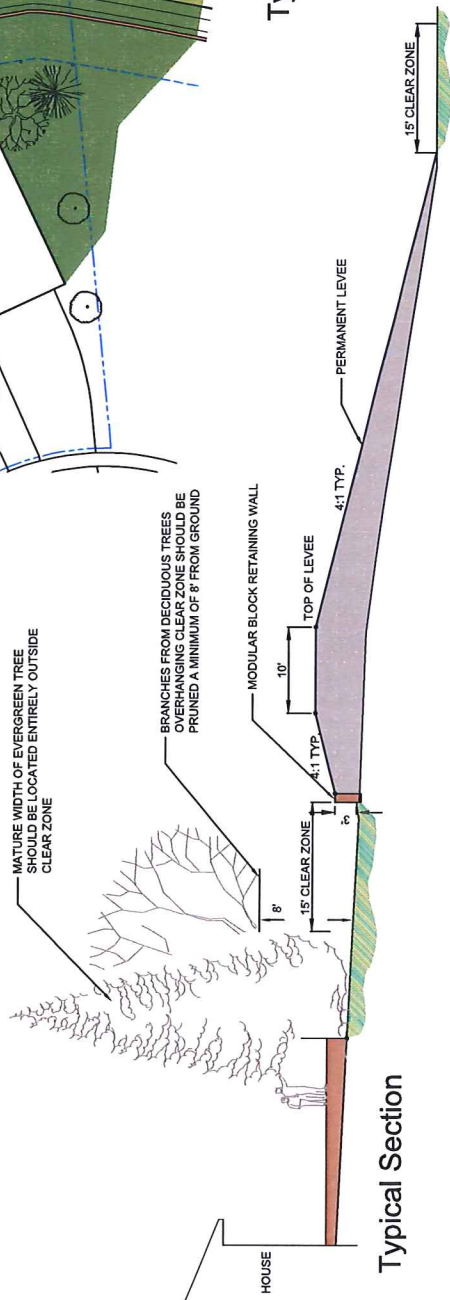 MATURE WIDTH OF EVERGREEN TREE
SHOULD BE LOCATED ENTIRELY OUTSIDE
CLEAR ZONE
BRANCHES FROM DECIDUOUS TREES
OVERHANGING CLEAR ZONE SHOULD BE
PRUNED A MINIMUM OF 8' FROM GROUND
MODULAR BLOCK RETAINING WALL
PERMANENT LEVEE
HOUSE
8'
15' CLEAR ZONE
3'
4:1 TYP.
10'
TOP OF LEVEE
4:1 TYP.
15' CLEAR ZONE
Typical Section
Ty